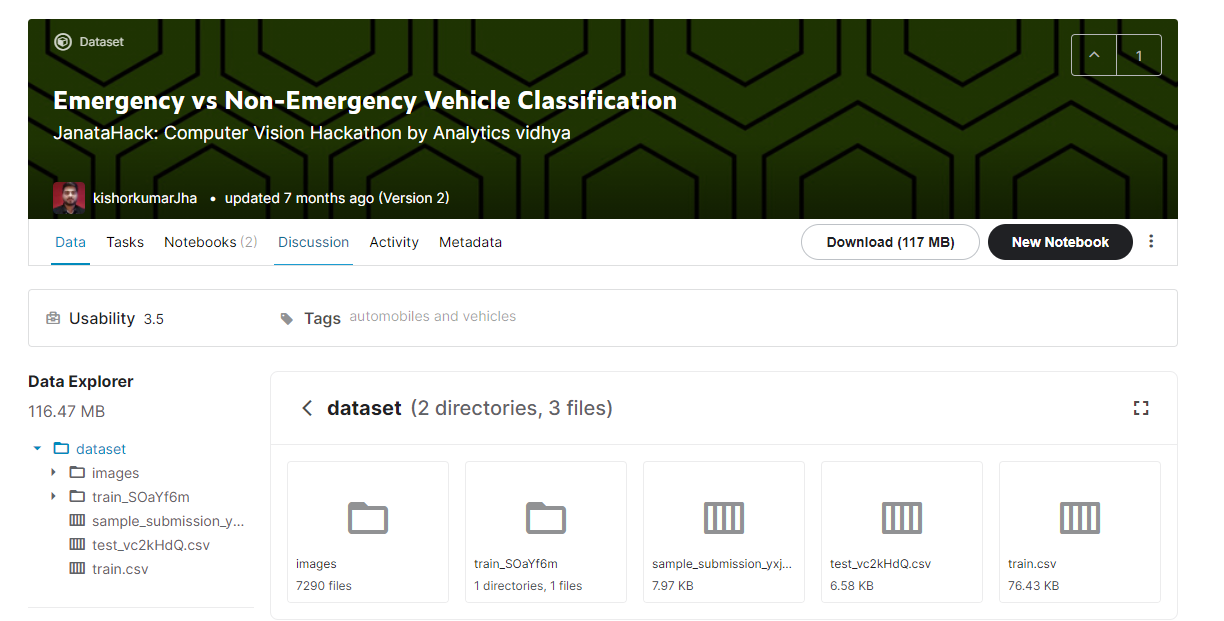 Dataset
1
Emergency vs Non-Emergency Vehicle Classification
JanataHack: Computer Vision Hackathon by Analytics vidhya
kishorkumarJha • updated 7 months ago (Version 2)
Data Tasks Notebooks (2) Discussion Activity Metadata Download (117 MB) New Notebook
Usability 3.5 Tags automobiles and vehicles
Data Explorer
116.47 MB
dataset
images
train_SOaYf6m
sample_submission_y...
test_vc2kHdQ.csv
train.csv
dataset (2 directories, 3 files)
images
7290 files
train_SOaYf6m
1 directories, 1 files
sample_submission_yxj...
7.97 KB
test_vc2kHdQ.csv
6.58 KB
train.csv
76.43 KB